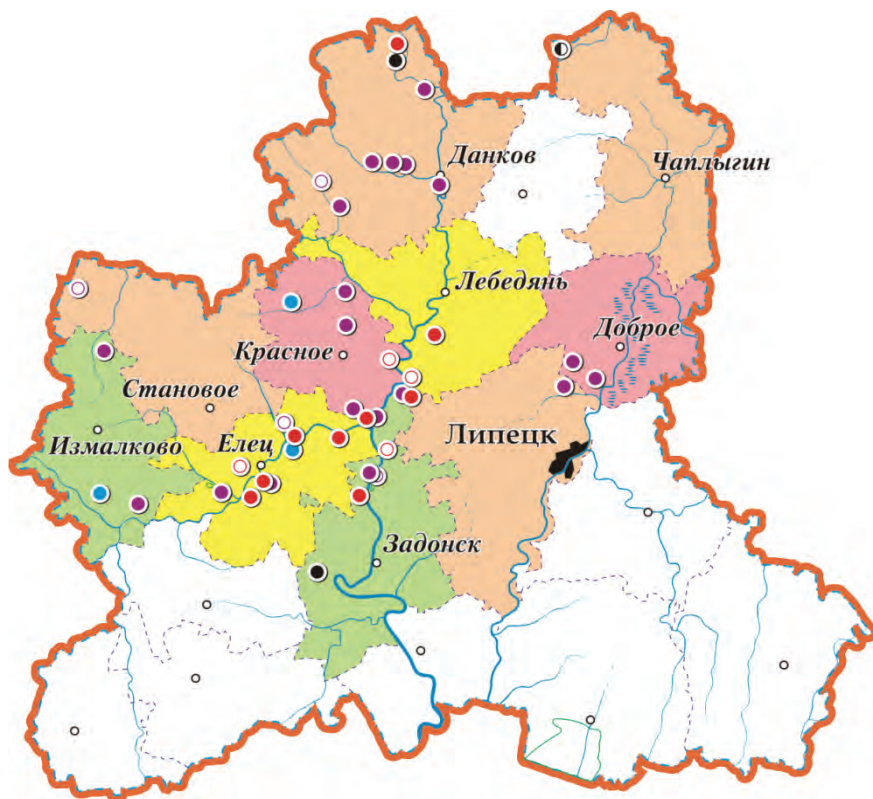 Данков
Чаплыгин
Лебедянь
Доброе
Красное
Становое
Измалково
Елец
Липецк
Задонск